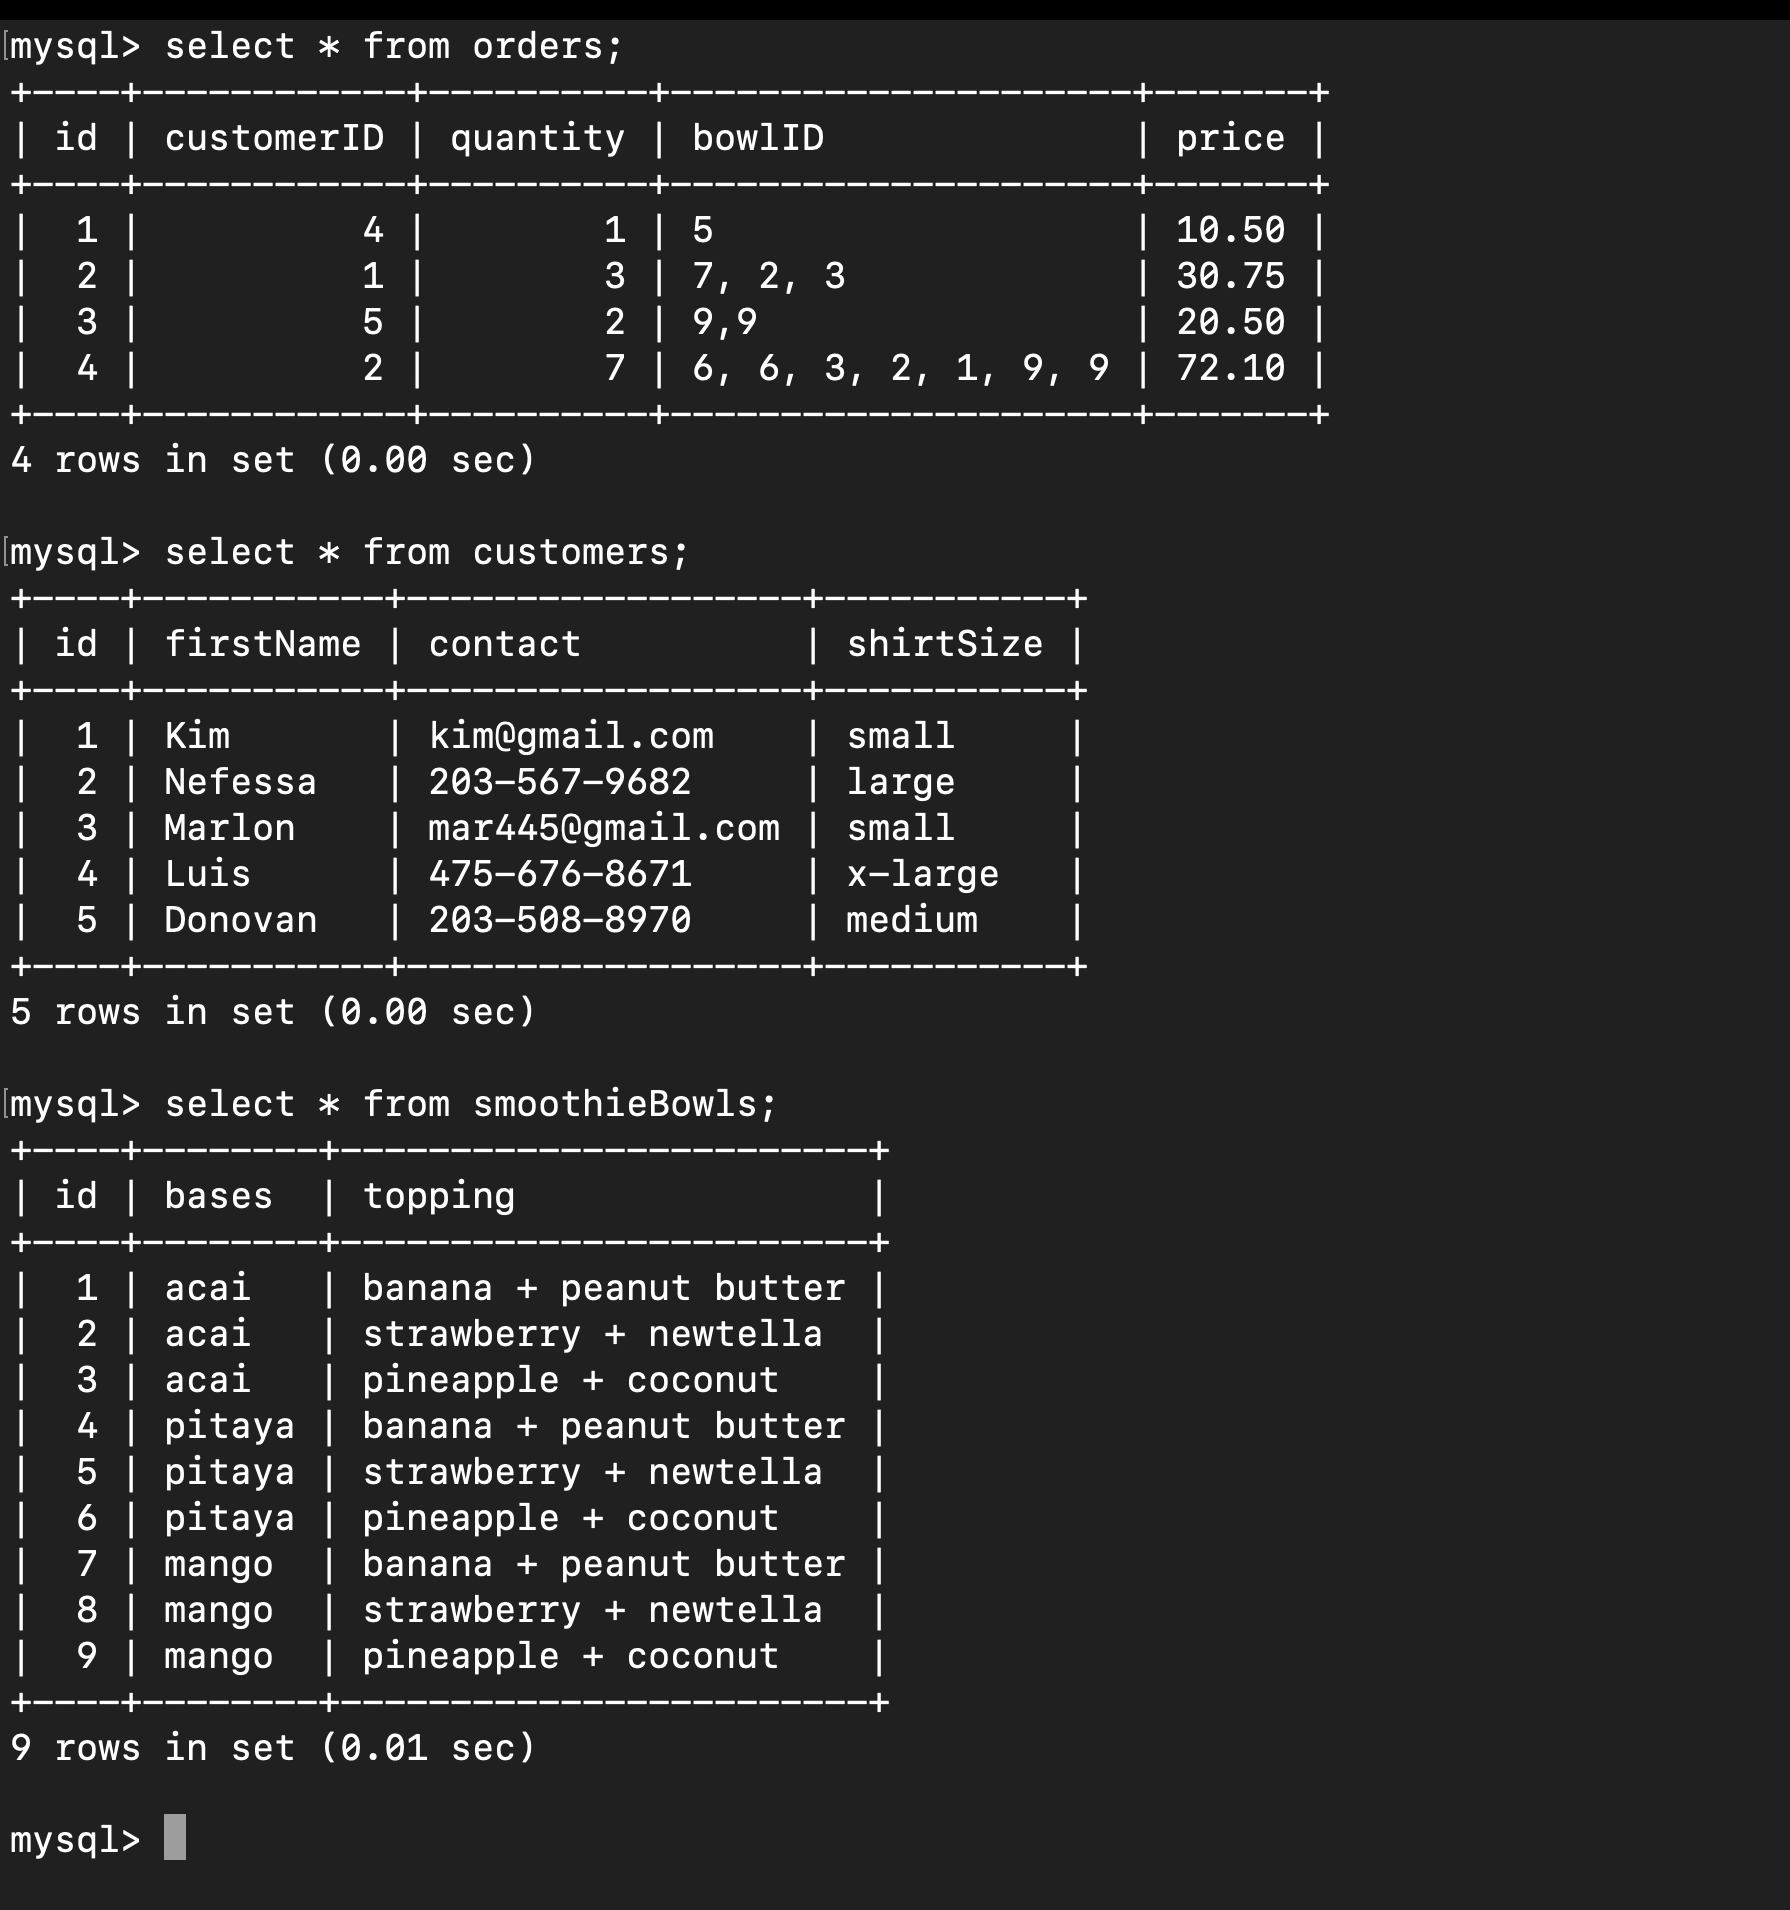 mysql> select * from orders;
+----+------------+----------+---------------------+-------+
| id | customerID | quantity | bowlID              | price |
+----+------------+----------+---------------------+-------+
|  1 |          4 |        1 | 5                   | 10.50 |
|  2 |          1 |        3 | 7, 2, 3             | 30.75 |
|  3 |          5 |        2 | 9,9                 | 20.50 |
|  4 |          2 |        7 | 6, 6, 3, 2, 1, 9, 9 | 72.10 |
+----+------------+----------+---------------------+-------+
4 rows in set (0.00 sec)

mysql> select * from customers;
+----+-----------+------------------+-----------+
| id | firstName | contact          | shirtSize |
+----+-----------+------------------+-----------+
|  1 | Kim       | kim@gmail.com    | small     |
|  2 | Nefessa   | 203-567-9682     | large     |
|  3 | Marlon    | mar445@gmail.com | small     |
|  4 | Luis      | 475-676-8671     | x-large   |
|  5 | Donovan   | 203-508-8970     | medium    |
+----+-----------+------------------+-----------+
5 rows in set (0.00 sec)

mysql> select * from smoothieBowls;
+----+--------+------------------------+
| id | bases  | topping                |
+----+--------+------------------------+
|  1 | acai   | banana + peanut butter |
|  2 | acai   | strawberry + newtella  |
|  3 | acai   | pineapple + coconut    |
|  4 | pitaya | banana + peanut butter |
|  5 | pitaya | strawberry + newtella  |
|  6 | pitaya | pineapple + coconut    |
|  7 | mango  | banana + peanut butter |
|  8 | mango  | strawberry + newtella  |
|  9 | mango  | pineapple + coconut    |
+----+--------+------------------------+
9 rows in set (0.01 sec)

mysql>